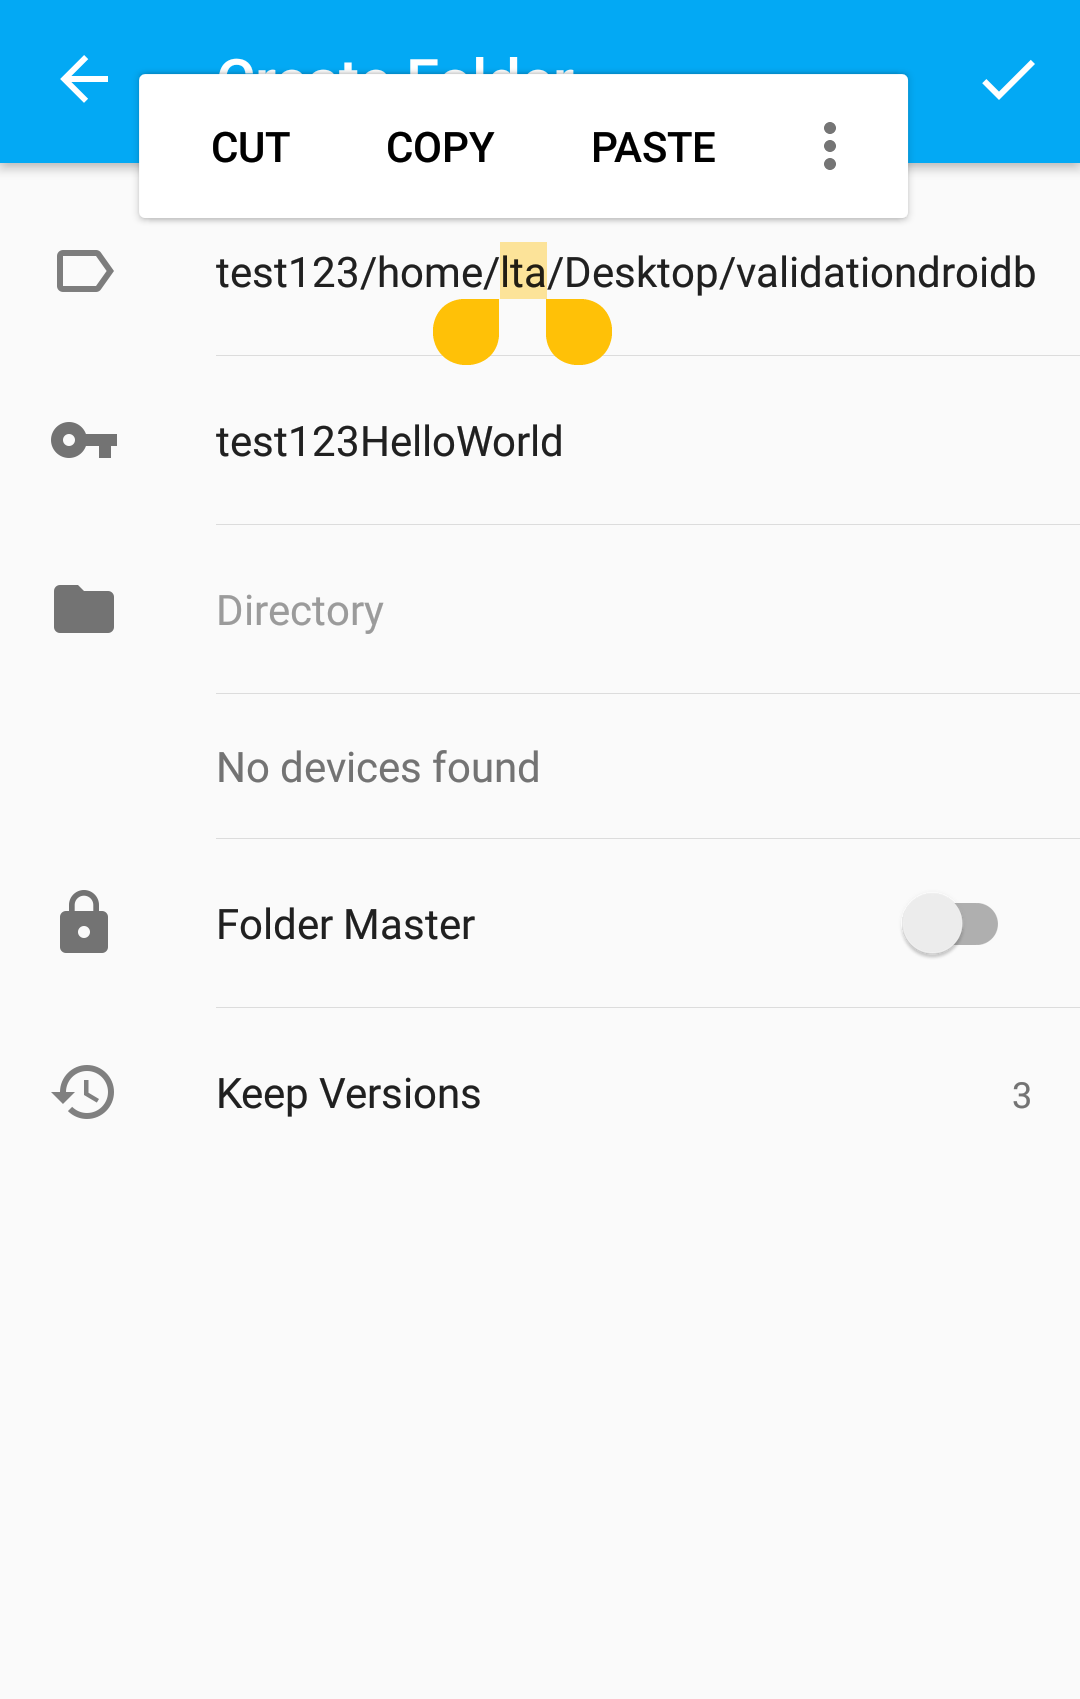 Create Folder
CUT COPY PASTE
test123/home/lta/Desktop/validationdroidb
test123HelloWorld
Directory
No devices found
Folder Master
Keep Versions 3